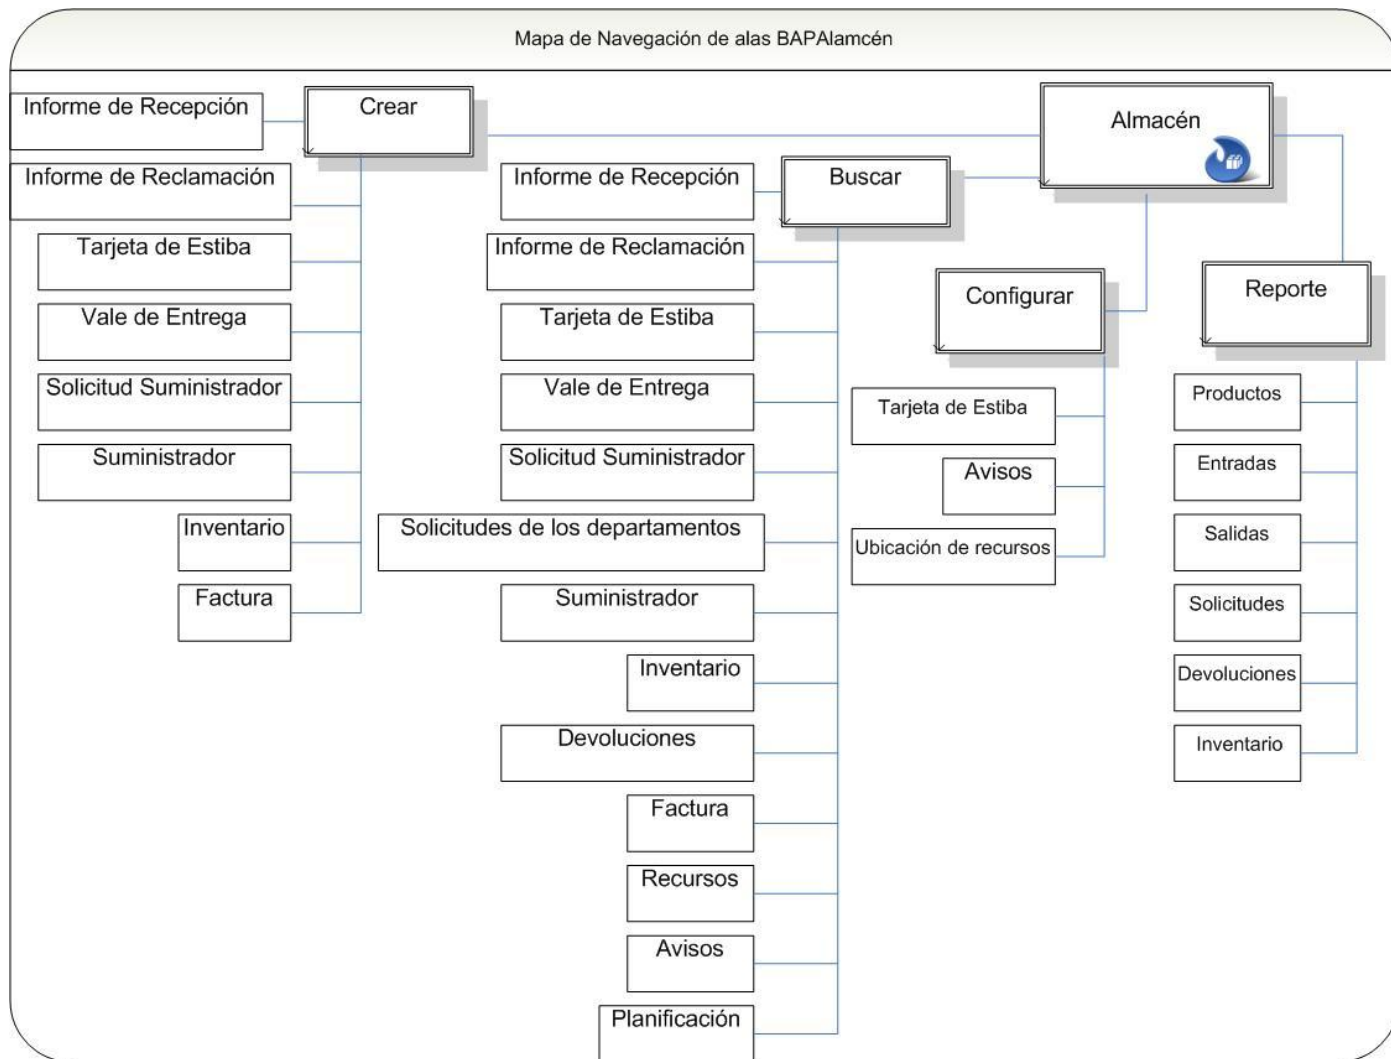 Mapa de Navegación de alas BAPAlamcén
Almacén
Crear
Informe de Recepción
Informe de Reclamación
Tarjeta de Estiba
Vale de Entrega
Solicitud Suministrador
Suministrador
Inventario
Factura
Buscar
Informe de Recepción
Informe de Reclamación
Tarjeta de Estiba
Vale de Entrega
Solicitud Suministrador
Solicitudes de los departamentos
Suministrador
Inventario
Devoluciones
Factura
Recursos
Avisos
Planificación
Configurar
Tarjeta de Estiba
Avisos
Ubicación de recursos
Reporte
Productos
Entradas
Salidas
Solicitudes
Devoluciones
Inventario